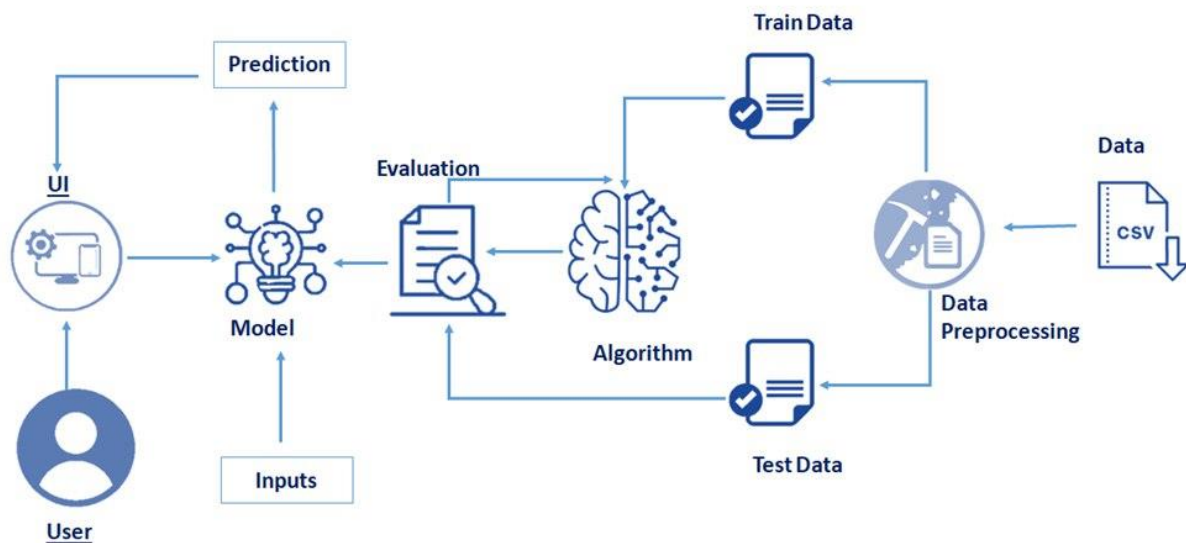 Train Data
Prediction
Data
Evaluation
UI
CSV
Model
Data
Preprocessing
Algorithm
Inputs
Test Data
User